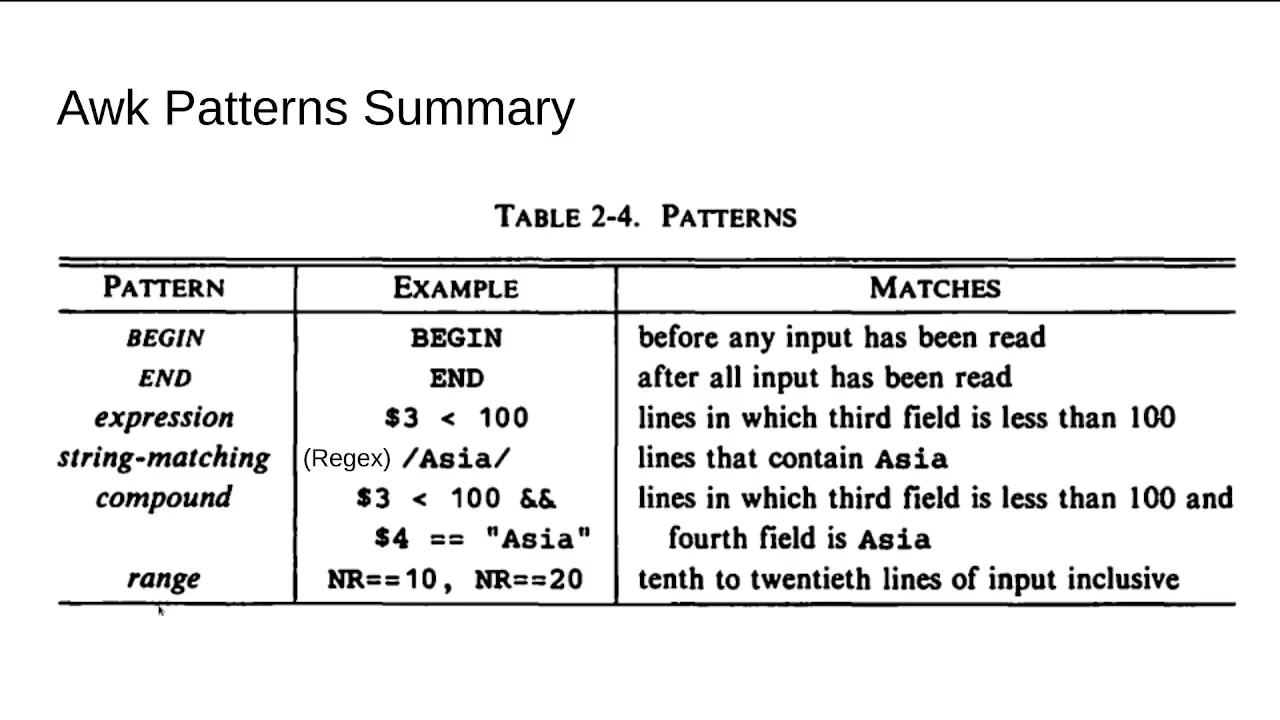 Awk Patterns Summary
TABLE 2-4. PATTERNS
PATTERN EXAMPLE MATCHES
BEGIN BEGIN before any input has been read
END END after all input has been read
expression $3 < 100 lines in which third field is less than 100
string-matching (Regex) /Asia/ lines that contain Asia
compound $3 < 100 && lines in which third field is less than 100 and
$4 == "Asia" fourth field is Asia
range NR==10, NR==20 tenth to twentieth lines of input inclusive